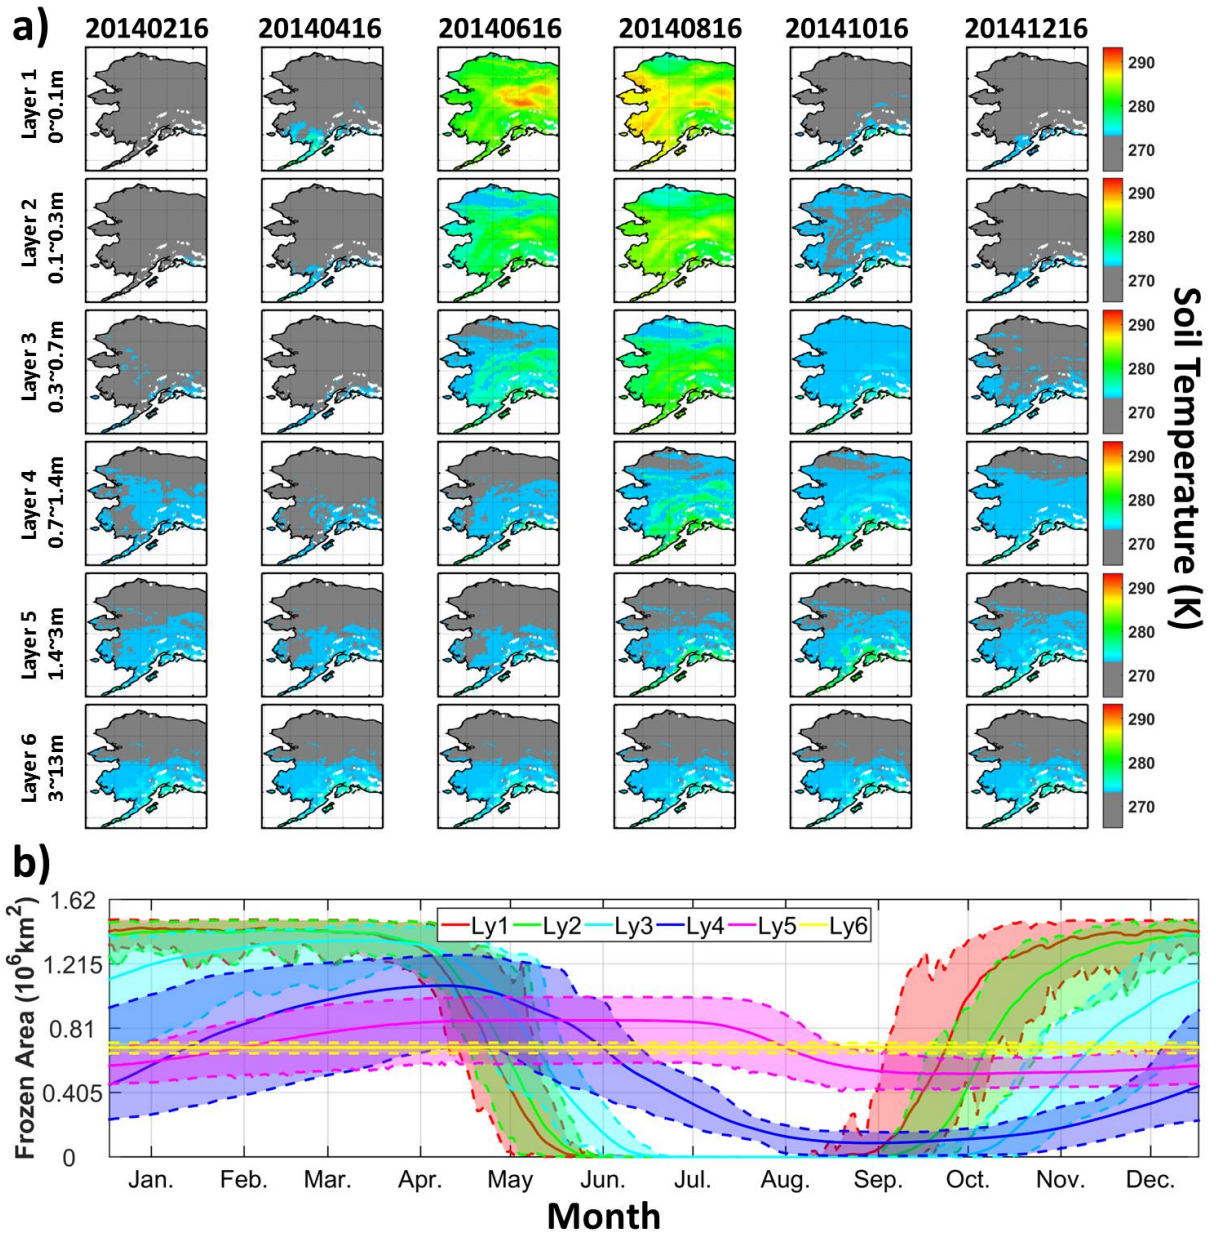 a)
20140216 20140416 20140616 20140816 20141016 20141216
Layer 1
0~0.1m
290
280
270
Layer 2
0.1~0.3m
290
280
270
Layer 3
0.3~0.7m
290
280
270
Layer 4
0.7~1.4m
290
280
270
Layer 5
1.4~3m
290
280
270
Layer 6
3~13m
290
280
270
Soil Temperature (K)
b)
Frozen Area (10⁶km²)
1.62
1.215
0.81
0.405
0
Ly1 Ly2 Ly3 Ly4 Ly5 Ly6
Jan. Feb. Mar. Apr. May Jun. Jul. Aug. Sep. Oct. Nov. Dec.
Month